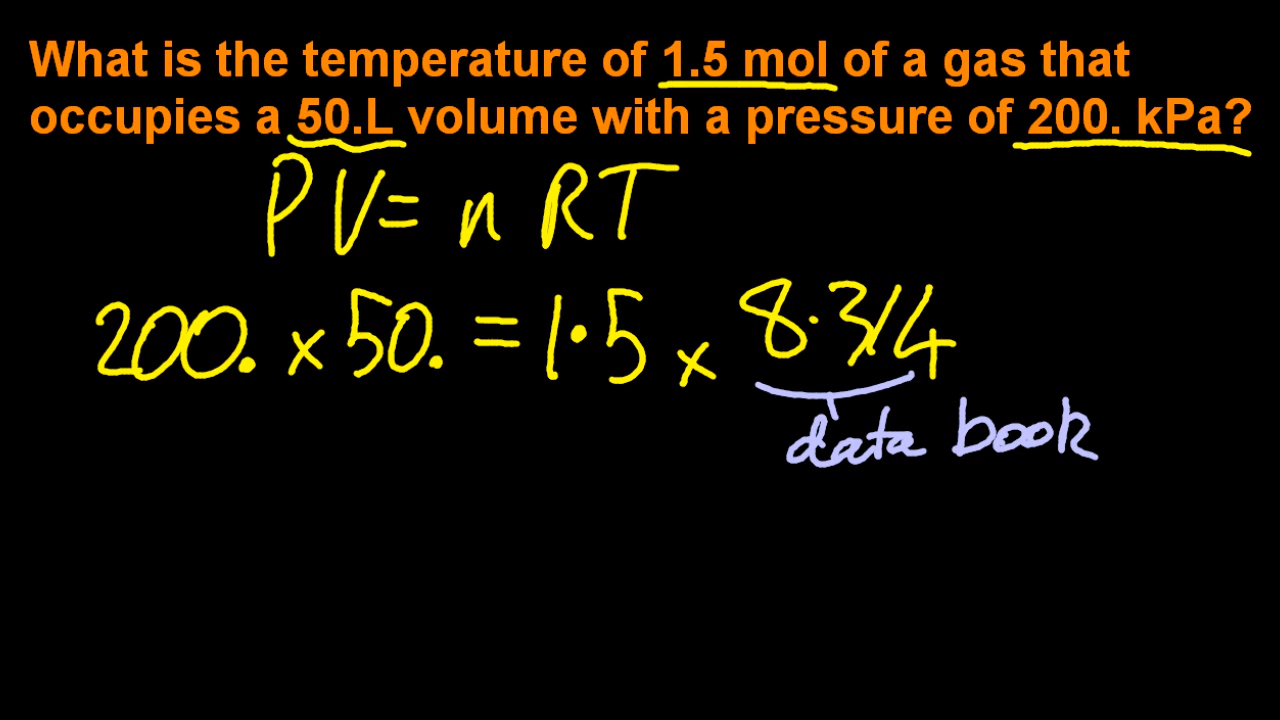 What is the temperature of 1.5 mol of a gas that
occupies a 50.L volume with a pressure of 200. kPa?
PV= nRT
200. x 50. = 1.5 x 8.314
data book